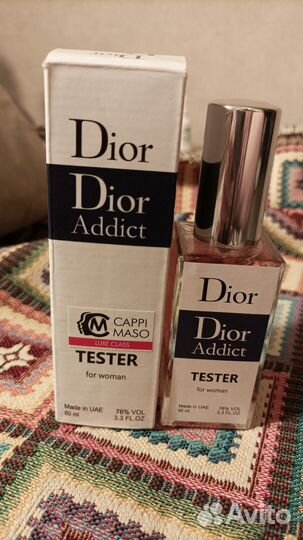 Dior
Dior
Addict
CM CAPPI
MASO
LUXE CLASS
TESTER
for woman
Made in UAE 76% VOL
60 ml 3.3 FL.OZ
Dior
Dior
Addict
TESTER
for woman
Made in UAE 76% VOL
60 ml 3.3 FL.OZ
Avito